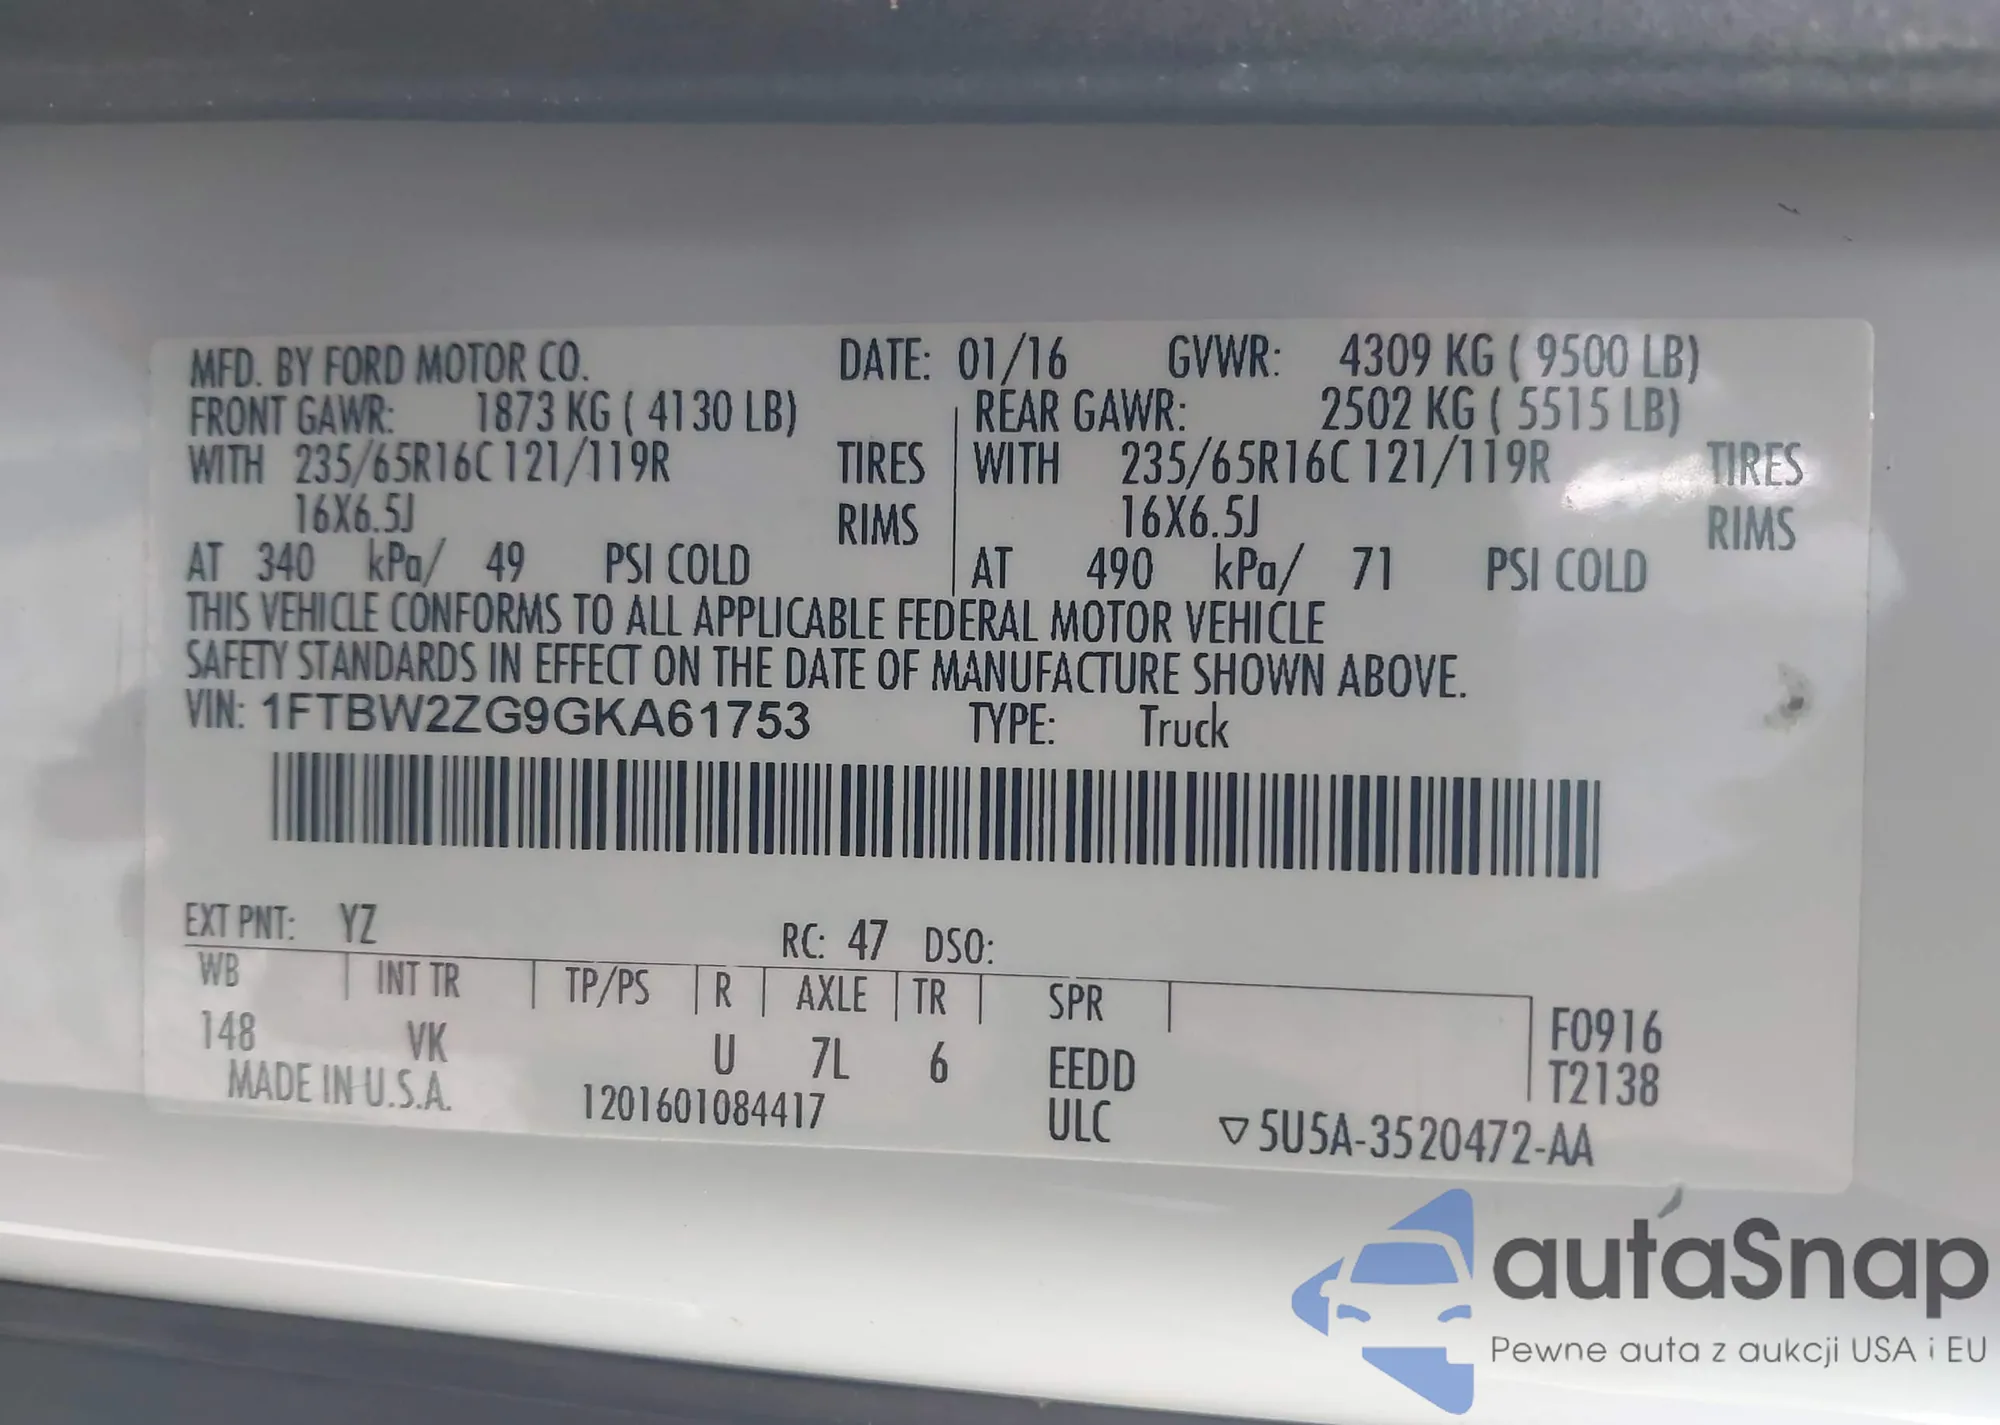 MFD. BY FORD MOTOR CO. DATE: 01/16 GVWR: 4309 KG ( 9500 LB)
FRONT GAWR: 1873 KG ( 4130 LB) REAR GAWR: 2502 KG ( 5515 LB)
WITH 235/65R16C 121/119R TIRES WITH 235/65R16C 121/119R TIRES
16X6.5J RIMS 16X6.5J RIMS
AT 340 kPa/ 49 PSI COLD AT 490 kPa/ 71 PSI COLD
THIS VEHICLE CONFORMS TO ALL APPLICABLE FEDERAL MOTOR VEHICLE
SAFETY STANDARDS IN EFFECT ON THE DATE OF MANUFACTURE SHOWN ABOVE.
VIN: 1FTBW2ZG9GKA61753 TYPE: Truck
EXT PNT: YZ RC: 47 DSO:
WB INT TR TP/PS R AXLE TR SPR F0916
148 VK U 7L 6 EEDD T2138
MADE IN U.S.A. 1201601084417 ULC ▽5U5A-3520472-AA
autaSnap
Pewne auta z aukcji USA i EU